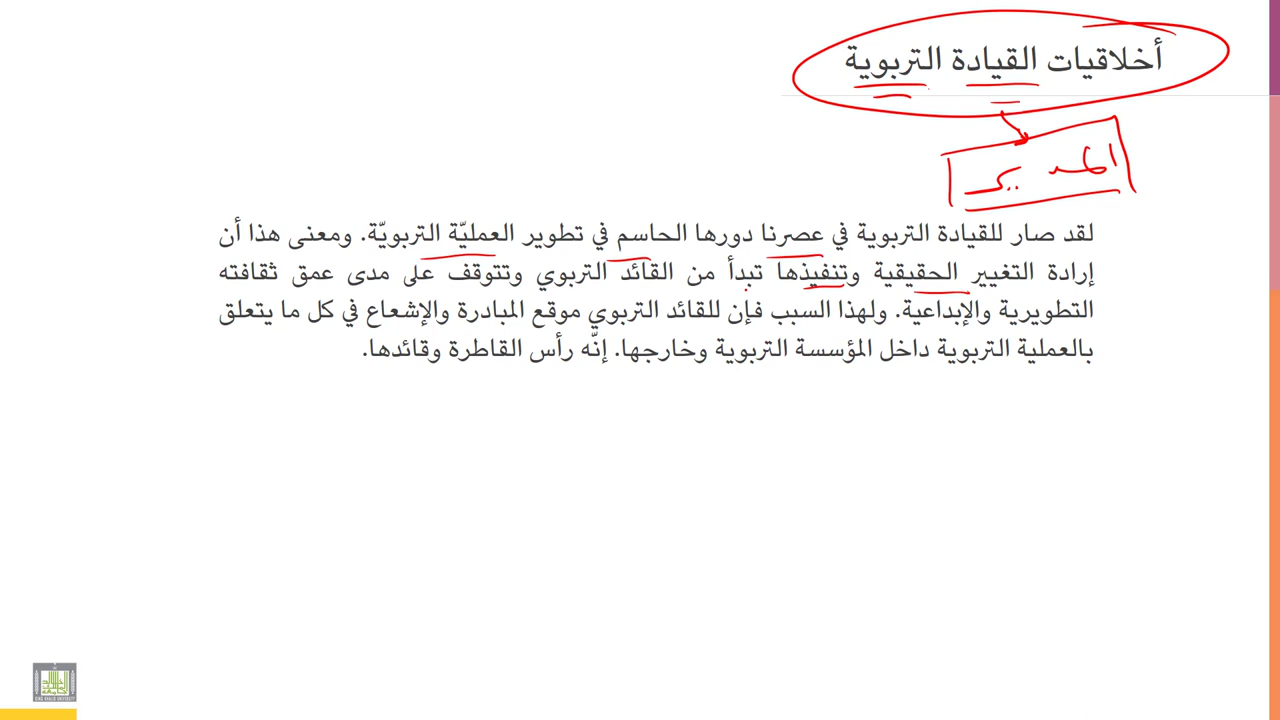 أخلاقيات القيادة التربوية
المدير
لقد صار للقيادة التربوية في عصرنا دورها الحاسم في تطوير العمليّة التربويّة. ومعنى هذا أن
إرادة التغيير الحقيقية وتنفيذها تبدأ من القائد التربوي وتتوقف على مدى عمق ثقافته
التطويرية والإبداعية. ولهذا السبب فإن للقائد التربوي موقع المبادرة والإشعاع في كل ما يتعلق
بالعملية التربوية داخل المؤسسة التربوية وخارجها. إنّه رأس القاطرة وقائدها.